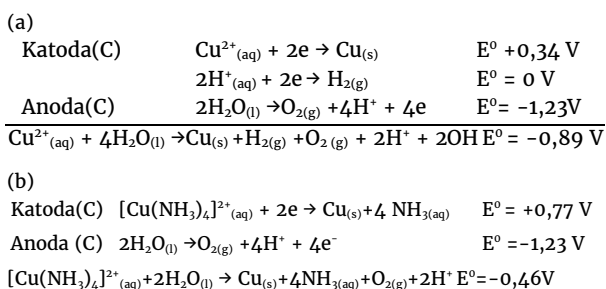 (a)
Katoda(C) Cu²⁺₍aq₎ + 2e → Cu₍s₎ E⁰ +0,34 V
2H⁺₍aq₎ + 2e → H₂₍g₎ E⁰ = 0 V
Anoda(C) 2H₂O₍l₎ →O₂₍g₎ +4H⁺ + 4e E⁰= -1,23V
Cu²⁺₍aq₎ + 4H₂O₍l₎ →Cu₍s₎ +H₂₍g₎ +O₂ ₍g₎ + 2H⁺ + 2OH E⁰ = -0,89 V
(b)
Katoda(C) [Cu(NH₃)₄]²⁺₍aq₎ + 2e → Cu₍s₎+4 NH₃₍aq₎ E⁰ = +0,77 V
Anoda (C) 2H₂O₍l₎ →O₂₍g₎ +4H⁺ + 4e⁻ E⁰=-1,23 V
[Cu(NH₃)₄]²⁺₍aq₎+2H₂O₍l₎ → Cu₍s₎+4NH₃₍aq₎+O₂₍g₎+2H⁺ E⁰=-0,46V